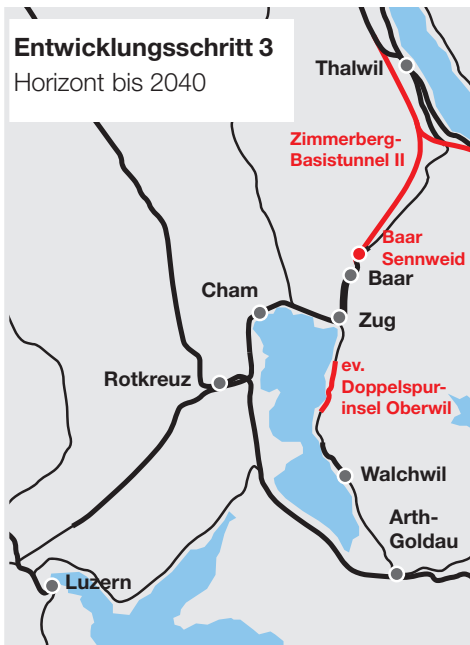 Entwicklungsschritt 3
Horizont bis 2040
Thalwil
Zimmerberg-
Basistunnel II
Baar
Sennweid
Baar
Cham
Zug
ev.
Doppelspur-
insel Oberwil
Rotkreuz
Walchwil
Arth-
Goldau
Luzern